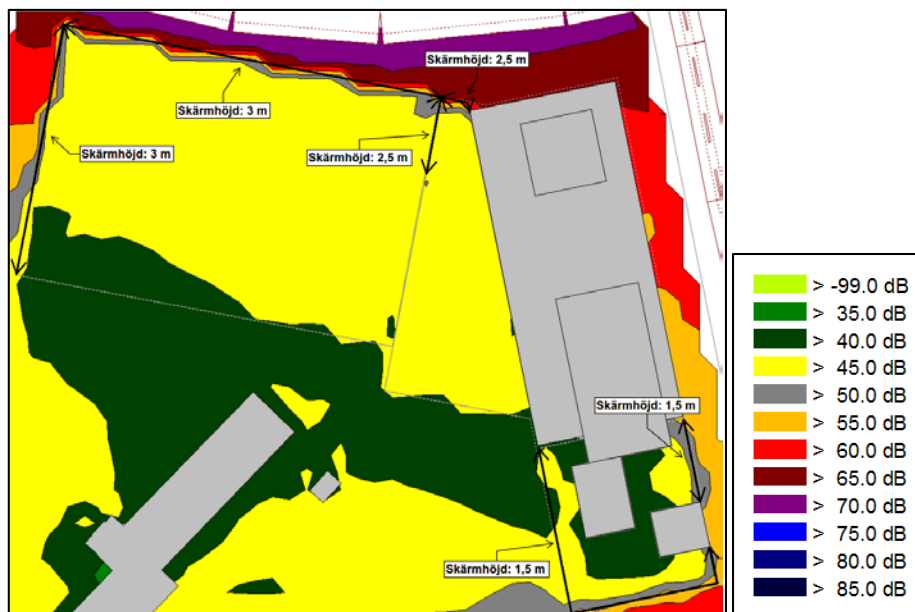 Skärmhöjd: 2,5 m
Skärmhöjd: 3 m
Skärmhöjd: 3 m
Skärmhöjd: 2,5 m
Skärmhöjd: 1,5 m
Skärmhöjd: 1,5 m
> -99.0 dB
> 35.0 dB
> 40.0 dB
> 45.0 dB
> 50.0 dB
> 55.0 dB
> 60.0 dB
> 65.0 dB
> 70.0 dB
> 75.0 dB
> 80.0 dB
> 85.0 dB